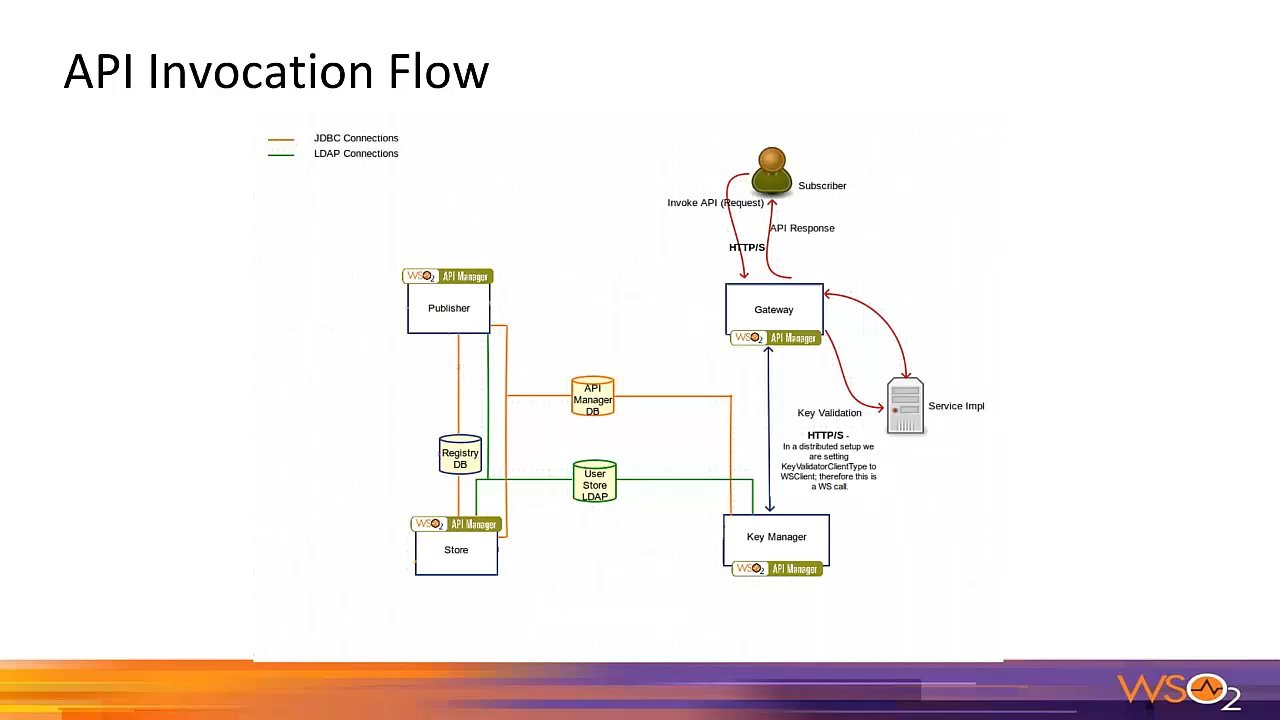 API Invocation Flow
JDBC Connections
LDAP Connections
Subscriber
Invoke API (Request)
API Response
HTTP/S
WSO2 API Manager
Publisher
Gateway
WSO2 API Manager
API
Manager
DB
Service Impl
Key Validation
HTTP/S -
In a distributed setup we
are setting
KeyValidatorClientType to
WSClient; therefore this is
a WS call.
Registry
DB
User
Store
LDAP
WSO2 API Manager
Store
Key Manager
WSO2 API Manager
WSO2